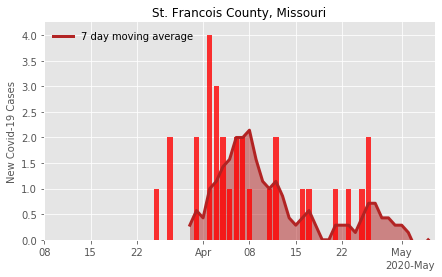 St. Francois County, Missouri
7 day moving average
New Covid-19 Cases
4.0
3.5
3.0
2.5
2.0
1.5
1.0
0.5
0.0
08
15
22
Apr
08
15
22
May
2020-May